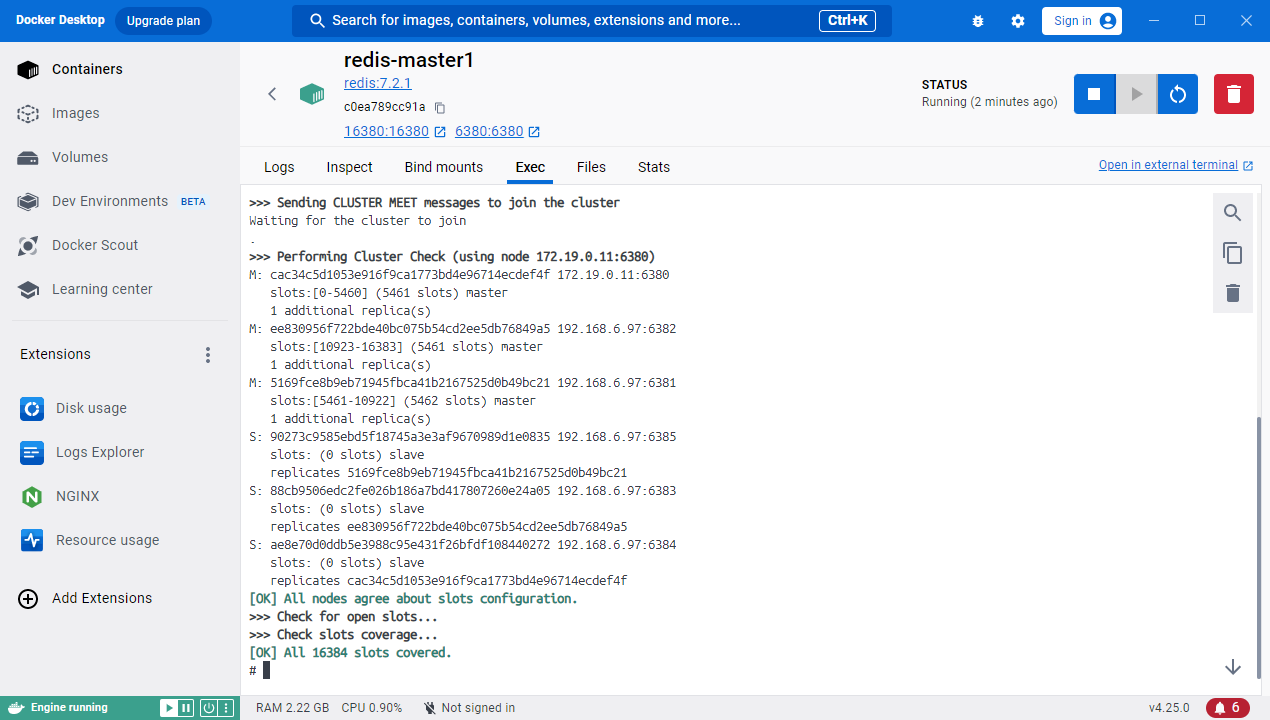 Docker Desktop
Upgrade plan
Search for images, containers, volumes, extensions and more...
Ctrl+K
Sign in
Containers
Images
Volumes
Dev Environments BETA
Docker Scout
Learning center
Extensions
Disk usage
Logs Explorer
NGINX
Resource usage
Add Extensions
redis-master1
redis:7.2.1
c0ea789cc91a
16380:16380 6380:6380
STATUS
Running (2 minutes ago)
Logs Inspect Bind mounts Exec Files Stats
Open in external terminal
>>> Sending CLUSTER MEET messages to join the cluster
Waiting for the cluster to join
.
>>> Performing Cluster Check (using node 172.19.0.11:6380)
M: cac34c5d1053e916f9ca1773bd4e96714ecdef4f 172.19.0.11:6380
slots:[0-5460] (5461 slots) master
1 additional replica(s)
M: ee830956f722bde40bc075b54cd2ee5db76849a5 192.168.6.97:6382
slots:[10923-16383] (5461 slots) master
1 additional replica(s)
M: 5169fce8b9eb71945fbca41b2167525d0b49bc21 192.168.6.97:6381
slots:[5461-10922] (5462 slots) master
1 additional replica(s)
S: 90273c9585ebd5f18745a3e3af9670989d1e0835 192.168.6.97:6385
slots: (0 slots) slave
replicates 5169fce8b9eb71945fbca41b2167525d0b49bc21
S: 88cb9506edc2fe026b186a7bd417807260e24a05 192.168.6.97:6383
slots: (0 slots) slave
replicates ee830956f722bde40bc075b54cd2ee5db76849a5
S: ae8e70d0ddb5e3988c95e431f26bfdf108440272 192.168.6.97:6384
slots: (0 slots) slave
replicates cac34c5d1053e916f9ca1773bd4e96714ecdef4f
[OK] All nodes agree about slots configuration.
>>> Check for open slots...
>>> Check slots coverage...
[OK] All 16384 slots covered.
#
Engine running
RAM 2.22 GB CPU 0.90% Not signed in
v4.25.0
6